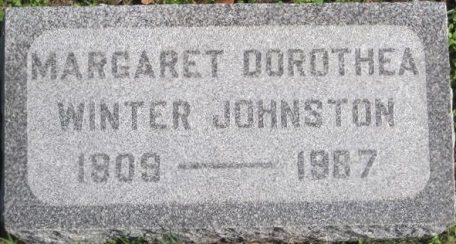 MARGARET DOROTHEA
WINTER JOHNSTON
1909 — 1987